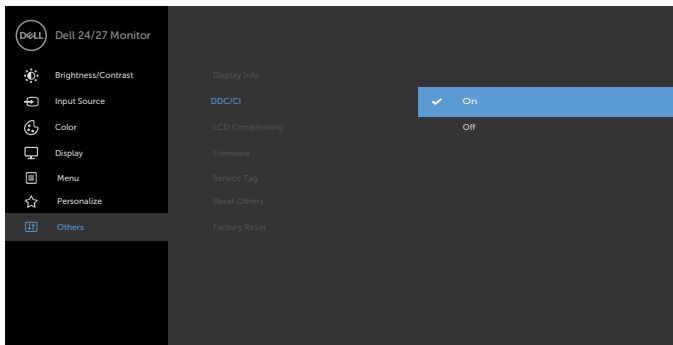 DELL Dell 24/27 Monitor
Brightness/Contrast
Input Source
Color
Display
Menu
Personalize
Others
Display Info
DDC/CI
LCD Conditioning
Firmware
Service Tag
Reset Others
Factory Reset
On
Off